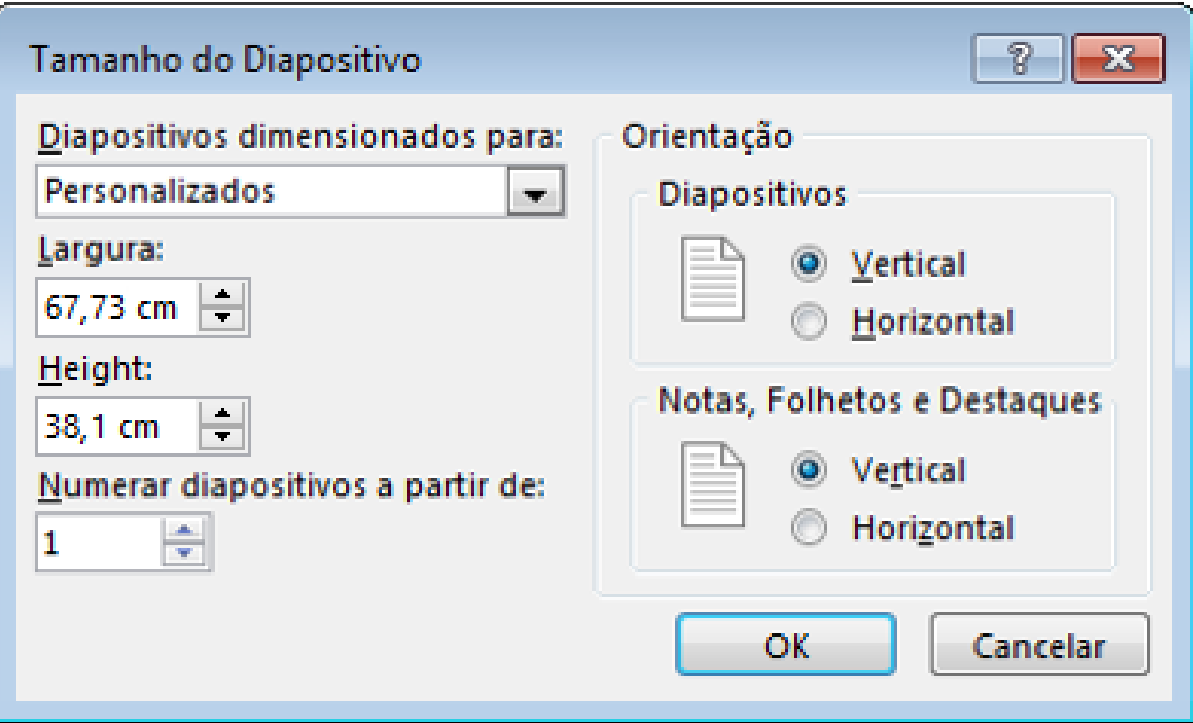 Tamanho do Diapositivo
Diapositivos dimensionados para:
Personalizados
Largura:
67,73 cm
Height:
38,1 cm
Numerar diapositivos a partir de:
1
Orientação
Diapositivos
Vertical
Horizontal
Notas, Folhetos e Destaques
Vertical
Horizontal
OK
Cancelar